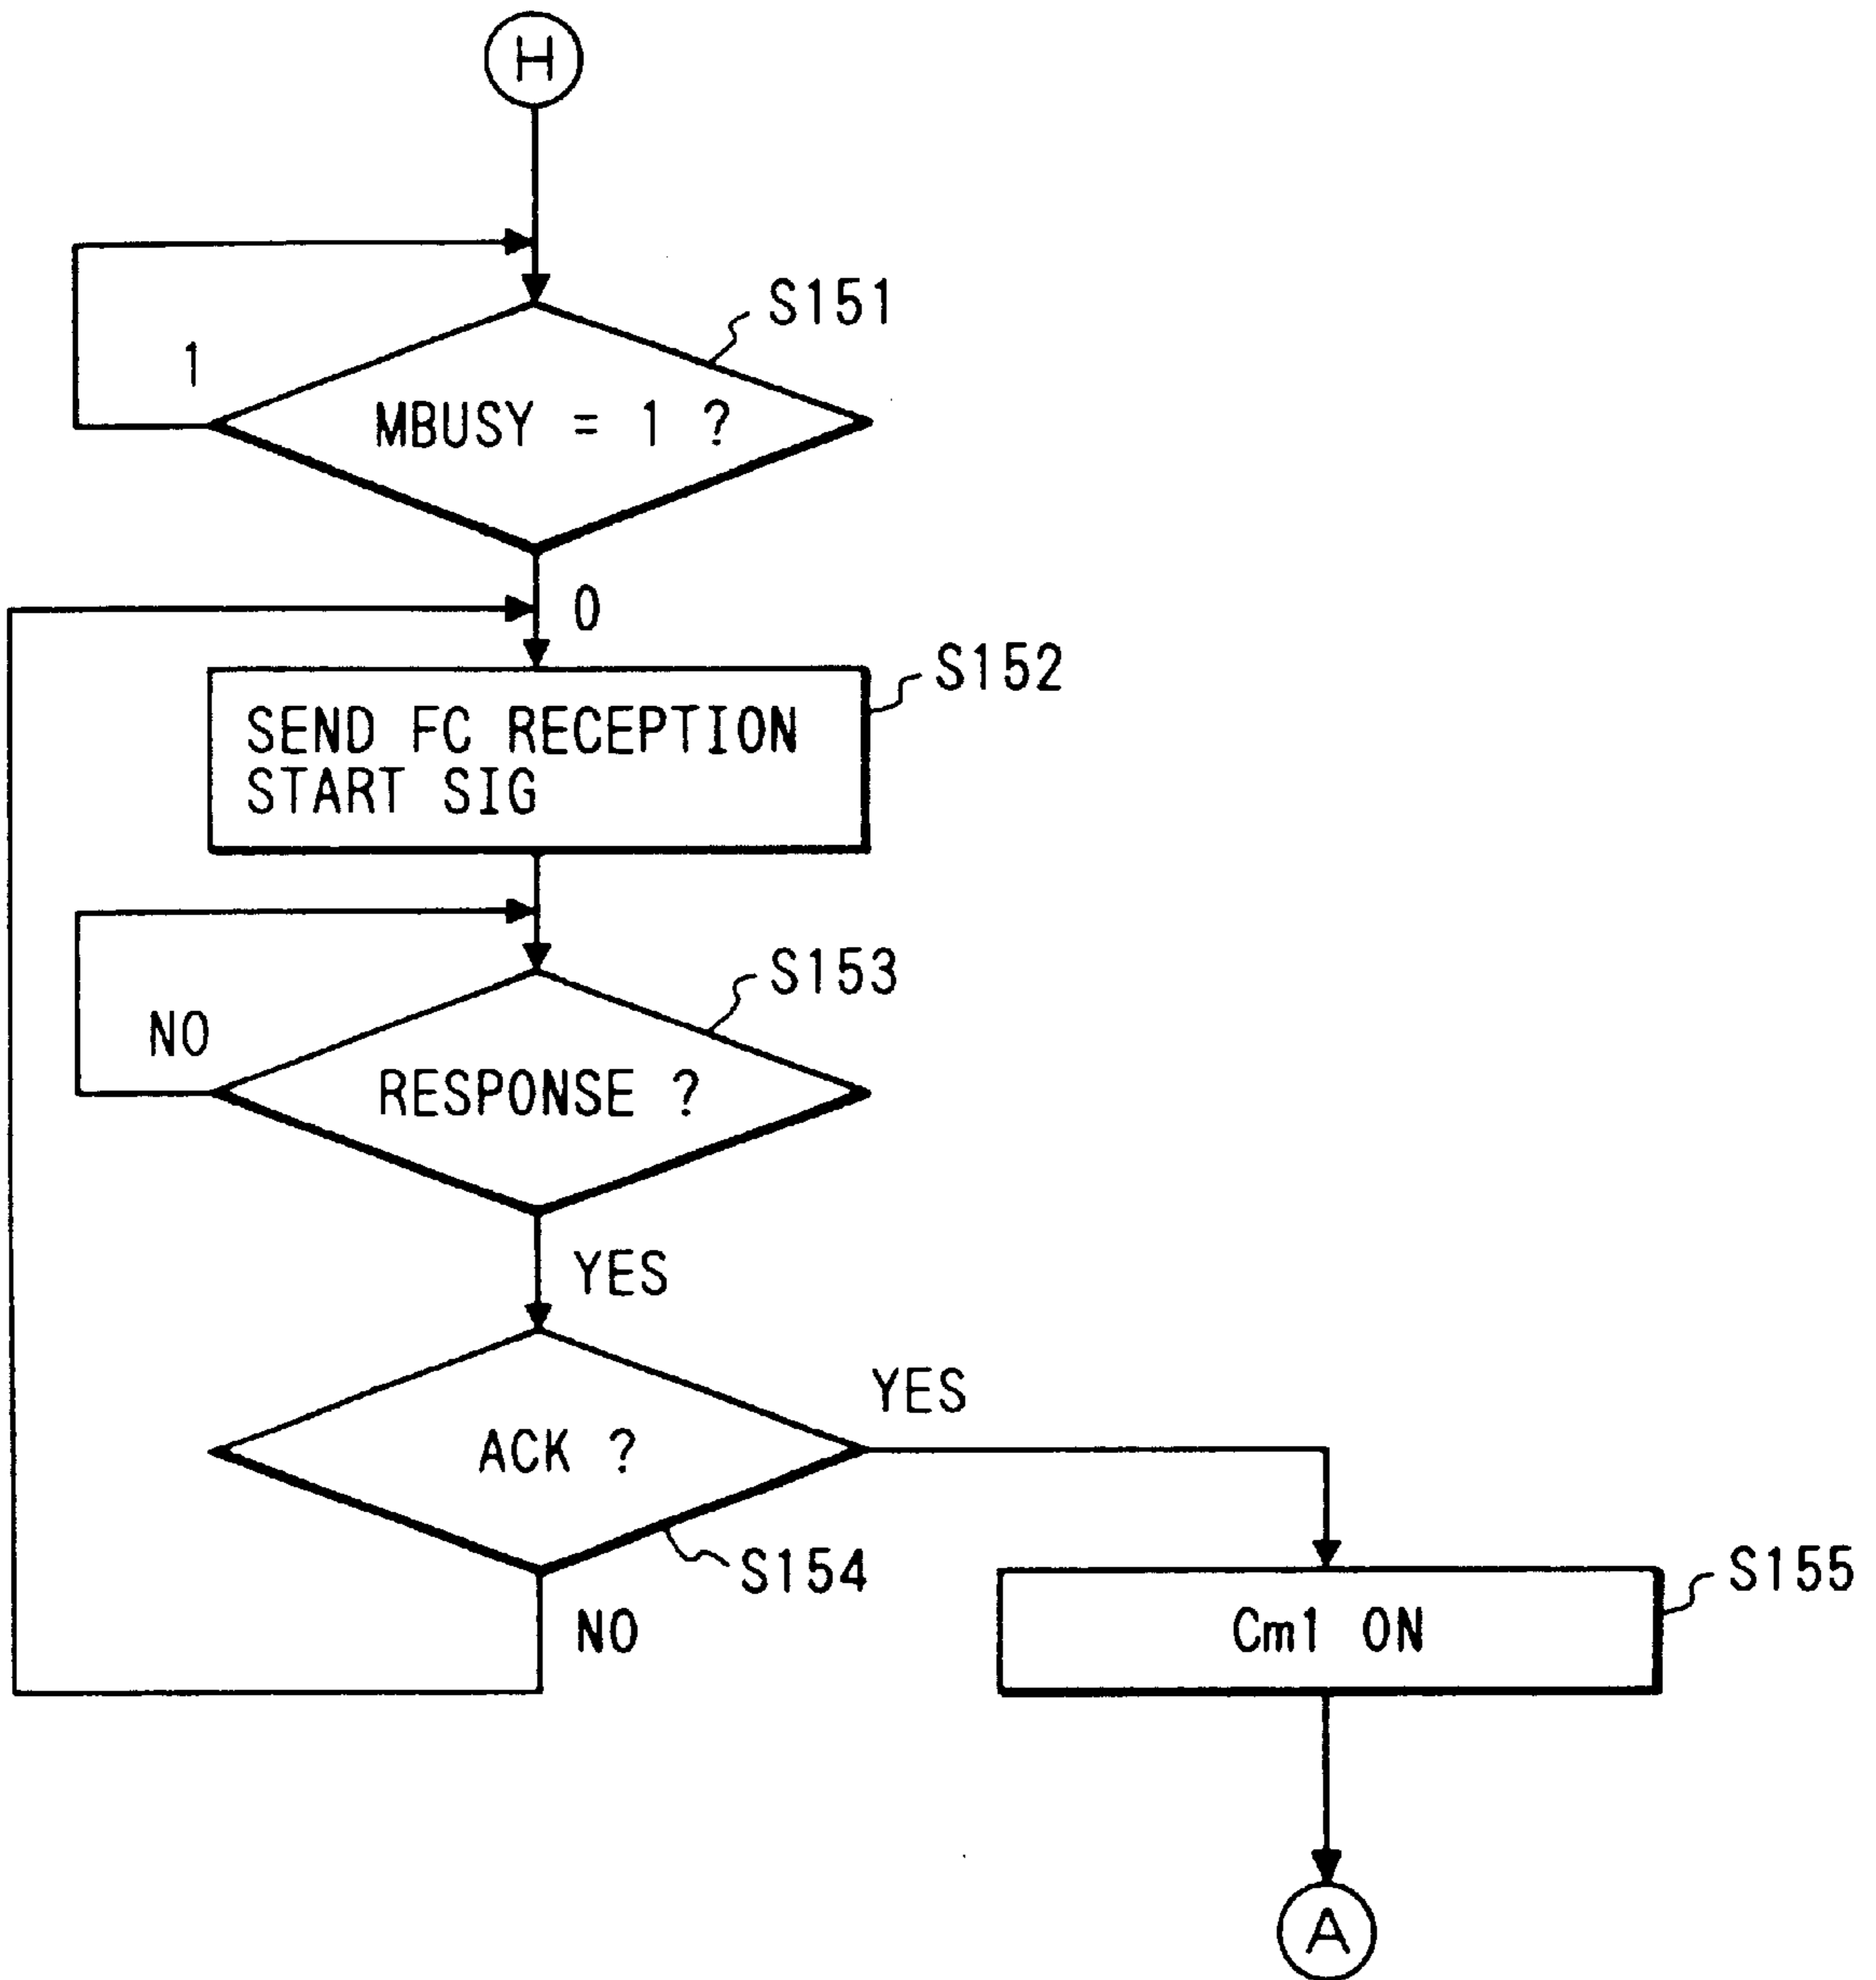 H
S151
1
MBUSY = 1 ?
0
S152
SEND FC RECEPTION
START SIG
S153
NO
RESPONSE ?
YES
YES
ACK ?
S154
S155
NO
Cm1 ON
A